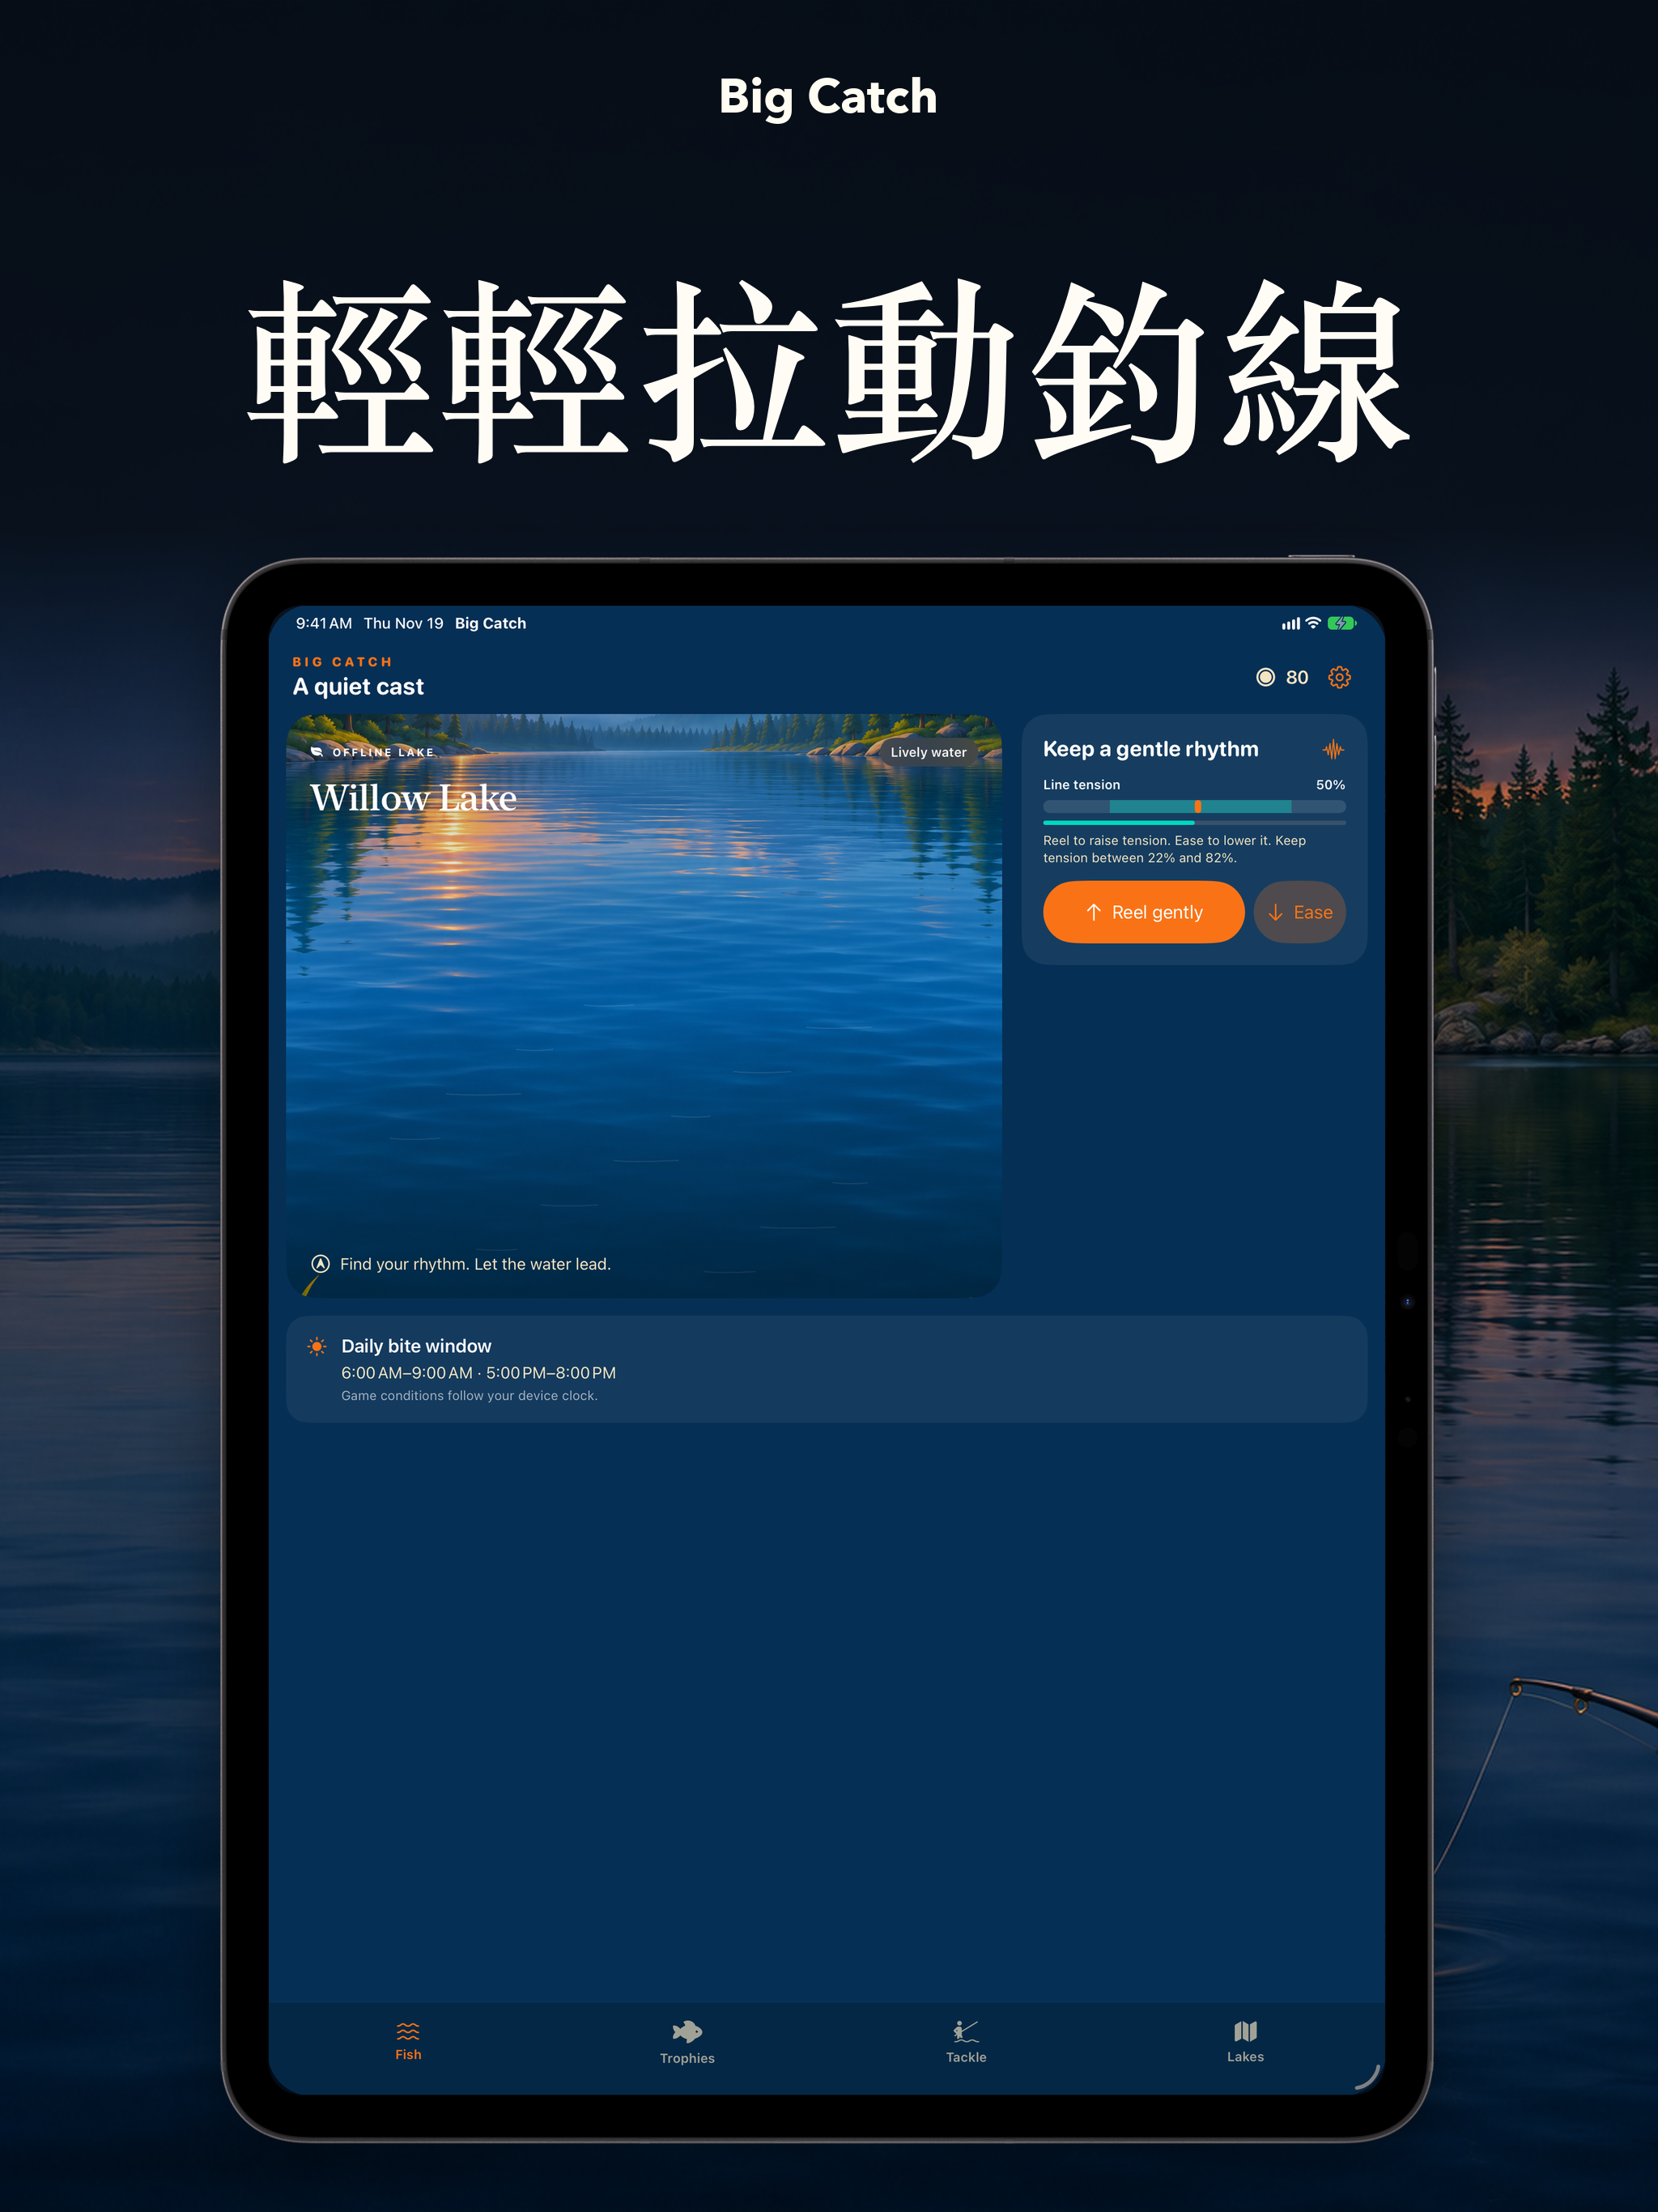 Big Catch
輕輕拉動釣線
9:41 AM Thu Nov 19 Big Catch
BIG CATCH
A quiet cast
80
OFFLINE LAKE
Lively water
Willow Lake
Find your rhythm. Let the water lead.
Keep a gentle rhythm
Line tension 50%
Reel to raise tension. Ease to lower it. Keep
tension between 22% and 82%.
Reel gently
Ease
Daily bite window
6:00 AM–9:00 AM · 5:00 PM–8:00 PM
Game conditions follow your device clock.
Fish
Trophies
Tackle
Lakes